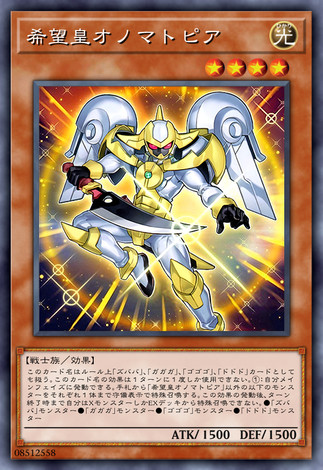 希望皇オノマトピア
光
【戦士族／効果】
このカード名はルール上「ズババ」、「ガガガ」、「ゴゴゴ」、「ドドド」カードとして
も扱う。このカード名の効果は１ターンに１度しか使用できない。①：自分メ
インフェイズに発動できる。手札から「希望皇オノマトピア」以外の以下のモン
スターをそれぞれ１体まで守備表示で特殊召喚する。この効果の発動後、ターン
終了時まで自分はXモンスターしかEXデッキから特殊召喚できない。●「ズバ
バ」モンスター●「ガガガ」モンスター●「ゴゴゴ」モンスター●「ドドド」モン
スター
ATK/ 1500 DEF/ 1500
08512558